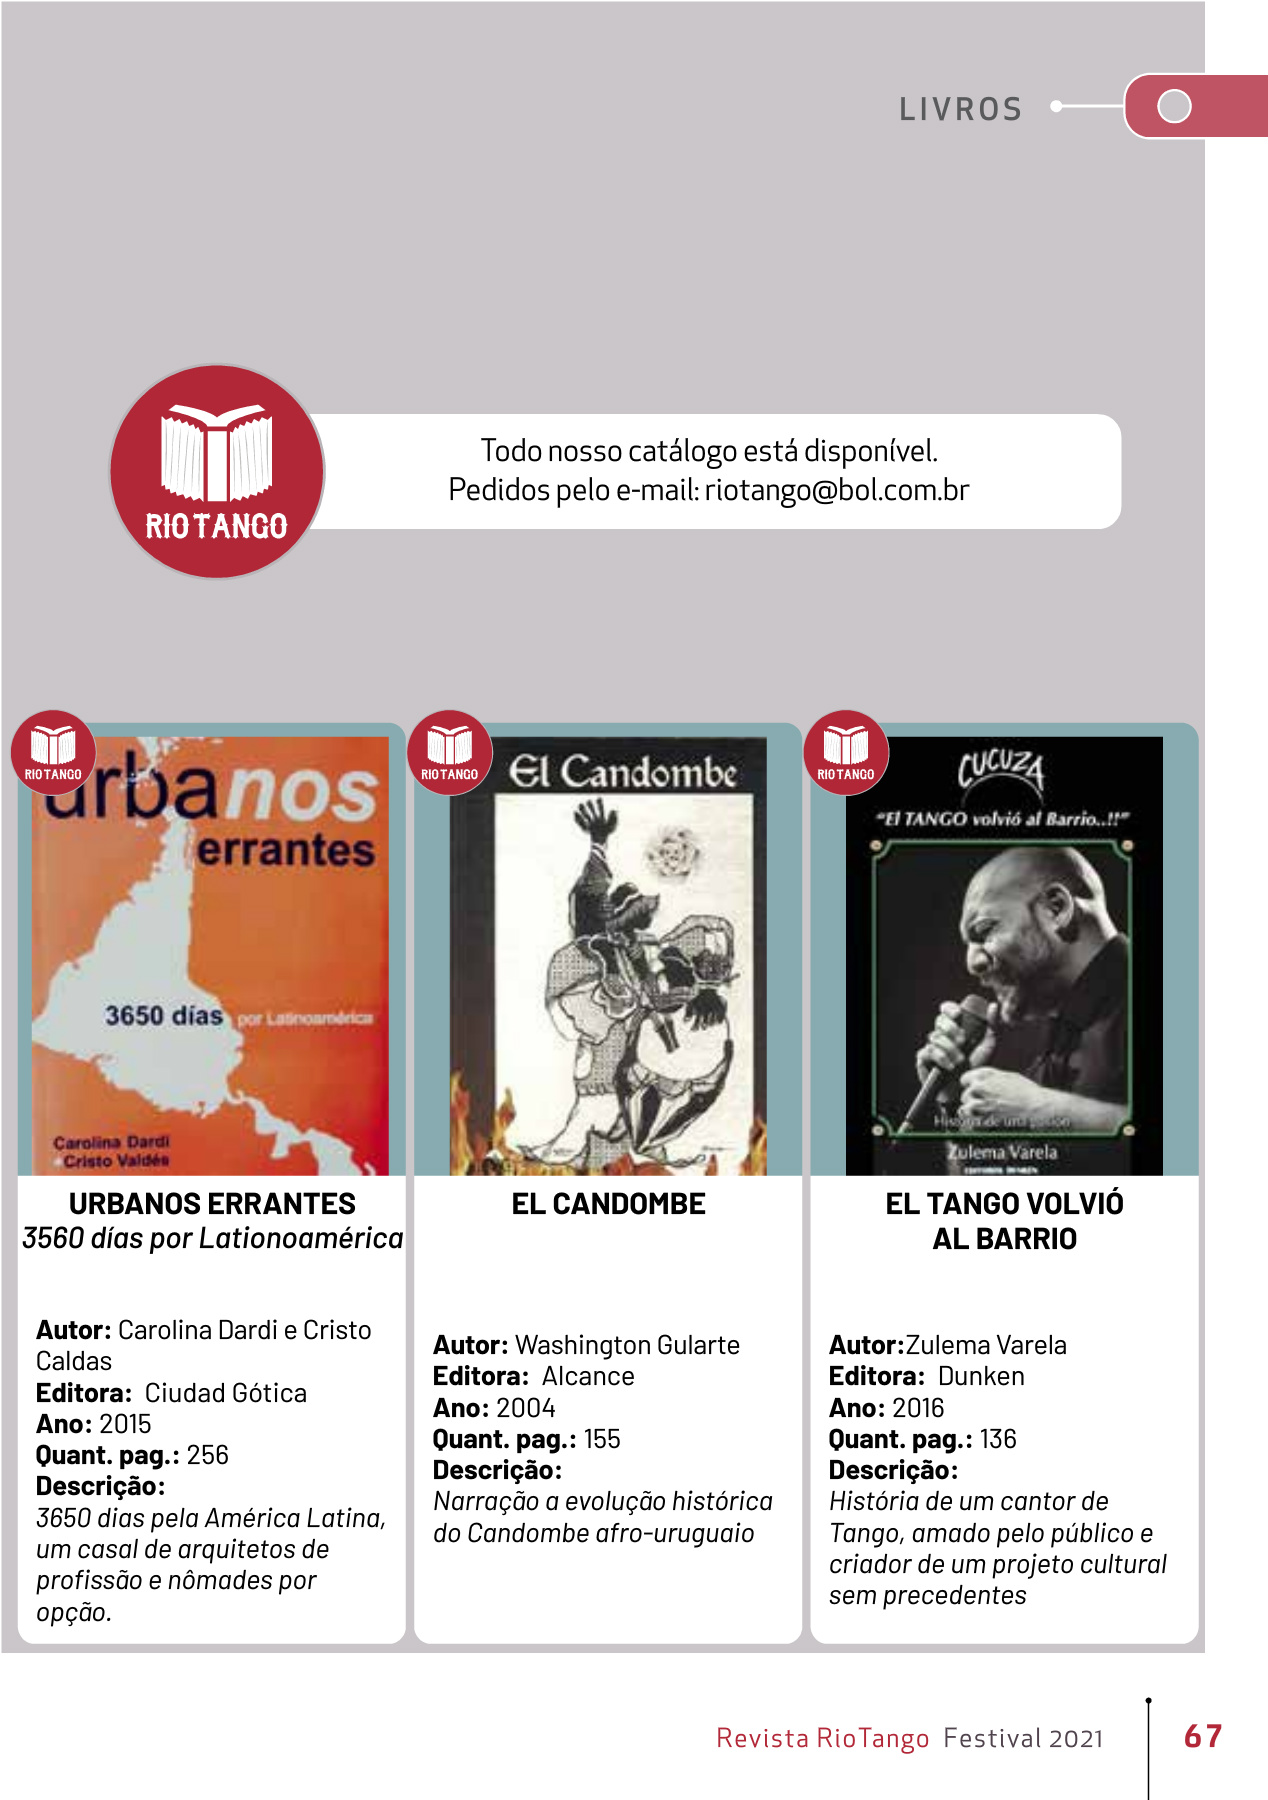 LIVROS
Todo nosso catálogo está disponível.
Pedidos pelo e-mail: riotango@bol.com.br
RIO TANGO
RIO TANGO
urbanos
errantes
3650 días por Latinoamérica
Carolina Dardi
Cristo Valdés
URBANOS ERRANTES
3560 días por Lationoamérica
Autor: Carolina Dardi e Cristo
Caldas
Editora: Ciudad Gótica
Ano: 2015
Quant. pag.: 256
Descrição:
3650 dias pela América Latina,
um casal de arquitetos de
profissão e nômades por
opção.
RIO TANGO
El Candombe
EL CANDOMBE
Autor: Washington Gularte
Editora: Alcance
Ano: 2004
Quant. pag.: 155
Descrição:
Narração a evolução histórica
do Candombe afro-uruguaio
RIO TANGO
CUCUZA
"El TANGO volvió al Barrio..!!"
Historia de una pasión
Zulema Varela
EDITORIAL DUNKEN
EL TANGO VOLVIÓ
AL BARRIO
Autor:Zulema Varela
Editora: Dunken
Ano: 2016
Quant. pag.: 136
Descrição:
História de um cantor de
Tango, amado pelo público e
criador de um projeto cultural
sem precedentes
Revista RioTango Festival 2021
67